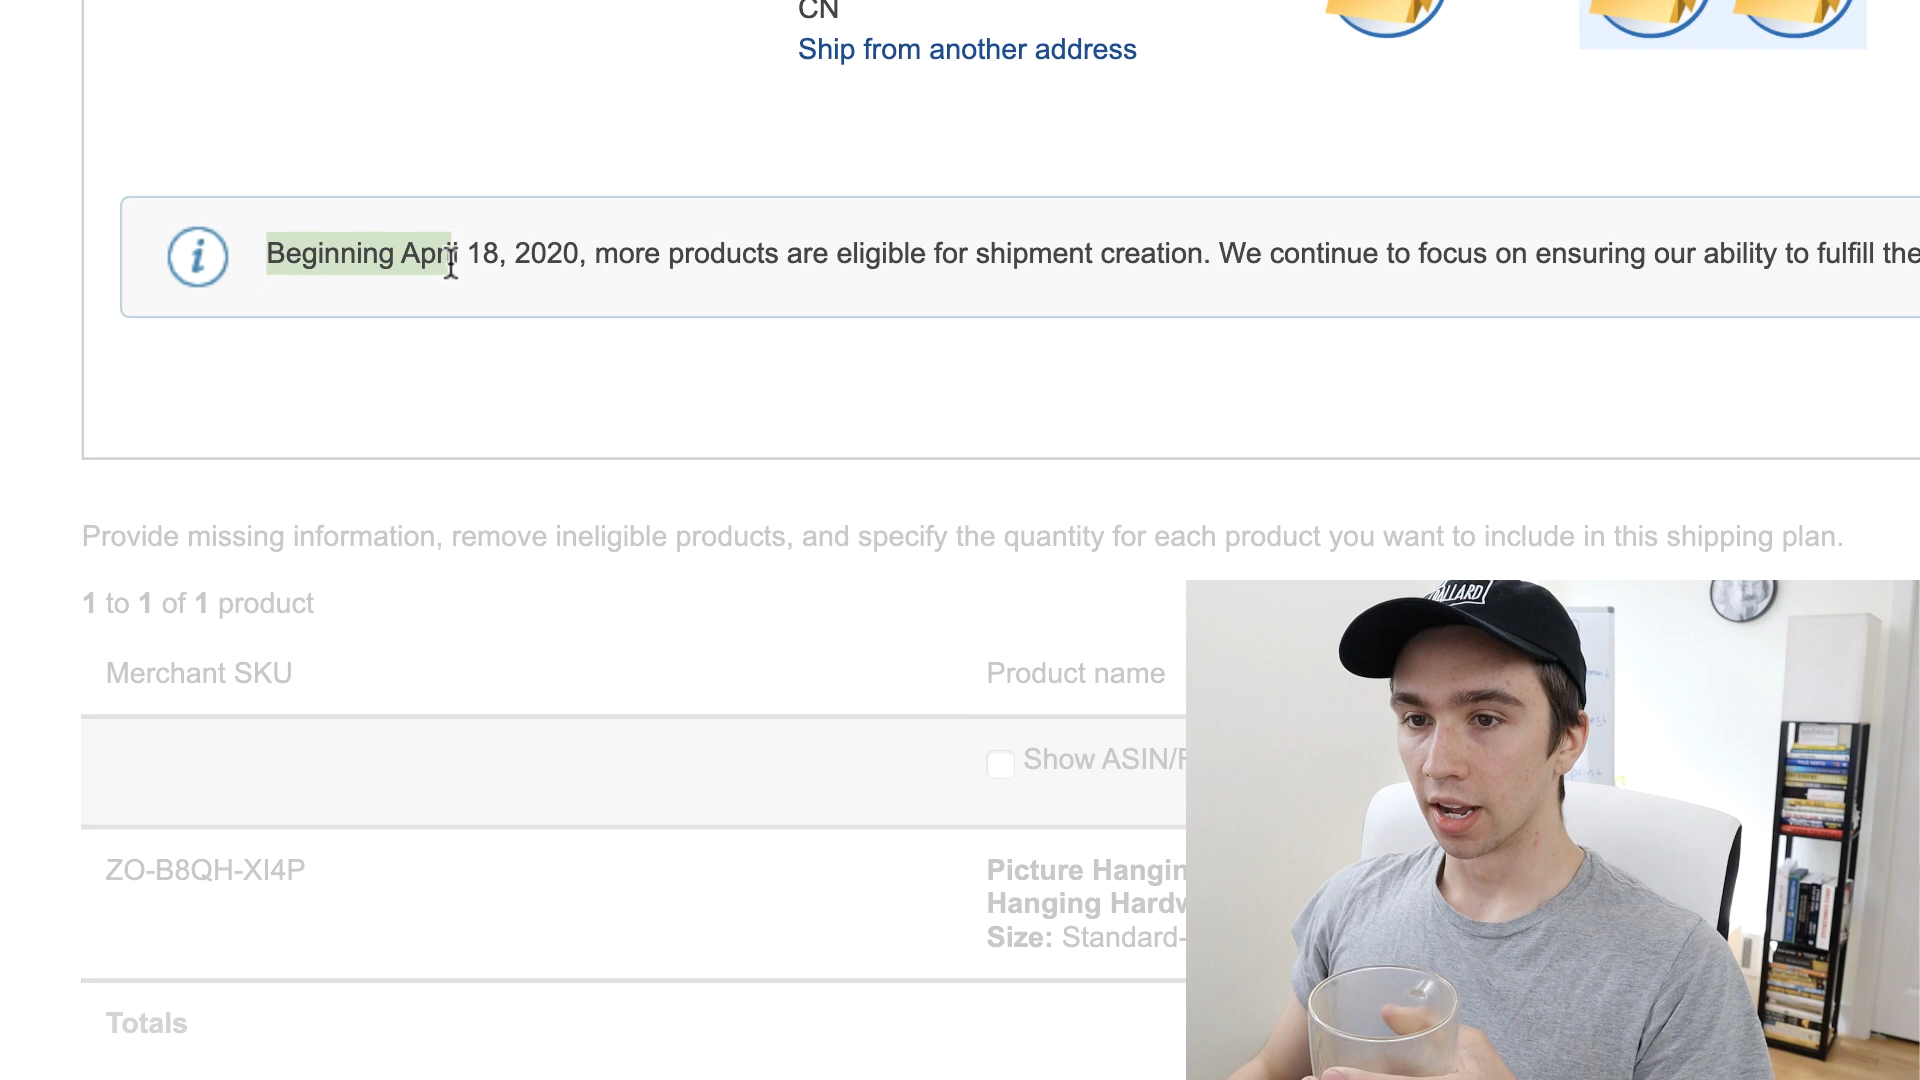 CN
Ship from another address
Beginning April 18, 2020, more products are eligible for shipment creation. We continue to focus on ensuring our ability to fulfill the
Provide missing information, remove ineligible products, and specify the quantity for each product you want to include in this shipping plan.
1 to 1 of 1 product
Merchant SKU
Product name
Show ASIN/F
ZO-B8QH-XI4P
Picture Hangin
Hanging Hardw
Size: Standard-
Totals